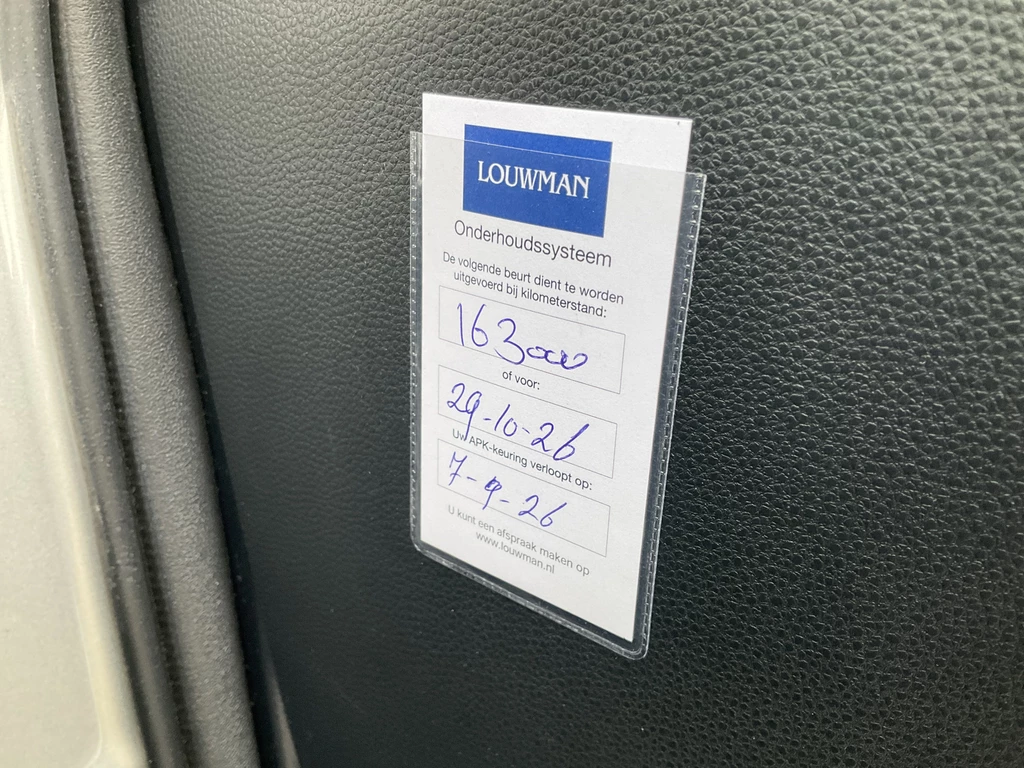 LOUWMAN
Onderhoudssysteem
De volgende beurt dient te worden
uitgevoerd bij kilometerstand:
163000
of voor:
29-10-26
Uw APK-keuring verloopt op:
7-9-26
U kunt een afspraak maken op
www.louwman.nl